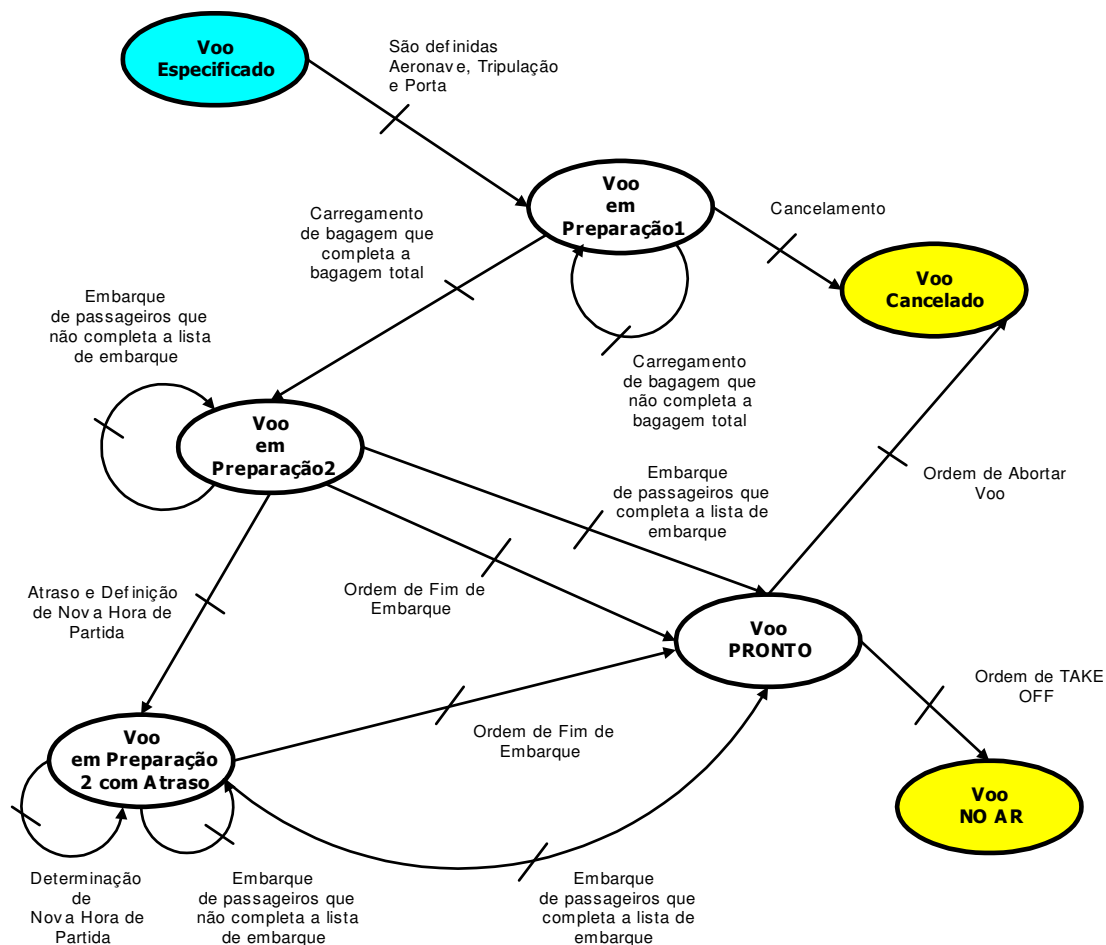 Voo
Especificado
São definidas
Aeronave, Tripulação
e Porta
Voo
em
Preparação1
Cancelamento
Voo
Cancelado
Carregamento
de bagagem que
completa a
bagagem total
Embarque
de passageiros que
não completa a lista
de embarque
Carregamento
de bagagem que
não completa a
bagagem total
Voo
em
Preparação2
Embarque
de passageiros que
completa a lista de
embarque
Ordem de Abortar
Voo
Atraso e Definição
de Nova Hora de
Partida
Ordem de Fim de
Embarque
Voo
PRONTO
Ordem de TAKE
OFF
Voo
em Preparação
2 com Atraso
Ordem de Fim de
Embarque
Voo
NO AR
Determinação
de
Nova Hora de
Partida
Embarque
de passageiros que
não completa a lista
de embarque
Embarque
de passageiros que
completa a lista de
embarque